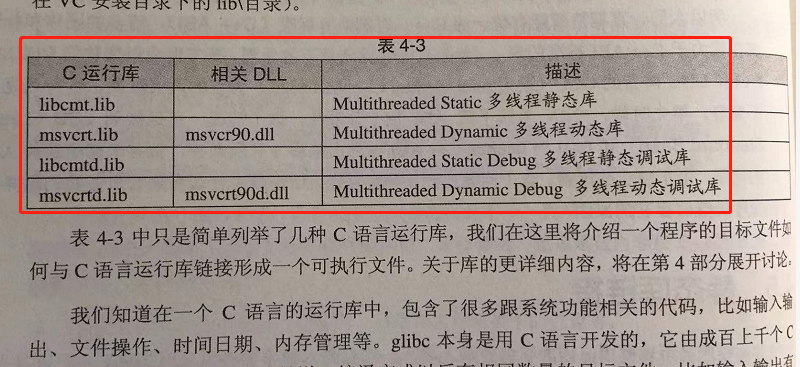 在 VC 安装目录下的 lib\目录）。
表 4-3
C 运行库 相关 DLL 描述
libcmt.lib Multithreaded Static 多线程静态库
msvcrt.lib msvcr90.dll Multithreaded Dynamic 多线程动态库
libcmtd.lib Multithreaded Static Debug 多线程静态调试库
msvcrtd.lib msvcrt90d.dll Multithreaded Dynamic Debug 多线程动态调试库
表 4-3 中只是简单列举了几种 C 语言运行库，我们在这里将介绍一个程序的目标文件如
何与 C 语言运行库链接形成一个可执行文件。关于库的更详细内容，将在第 4 部分展开讨论。
我们知道在一个 C 语言的运行库中，包含了很多跟系统功能相关的代码，比如输入输
出、文件操作、时间日期、内存管理等。glibc 本身是用 C 语言开发的，它由成百上千个 C